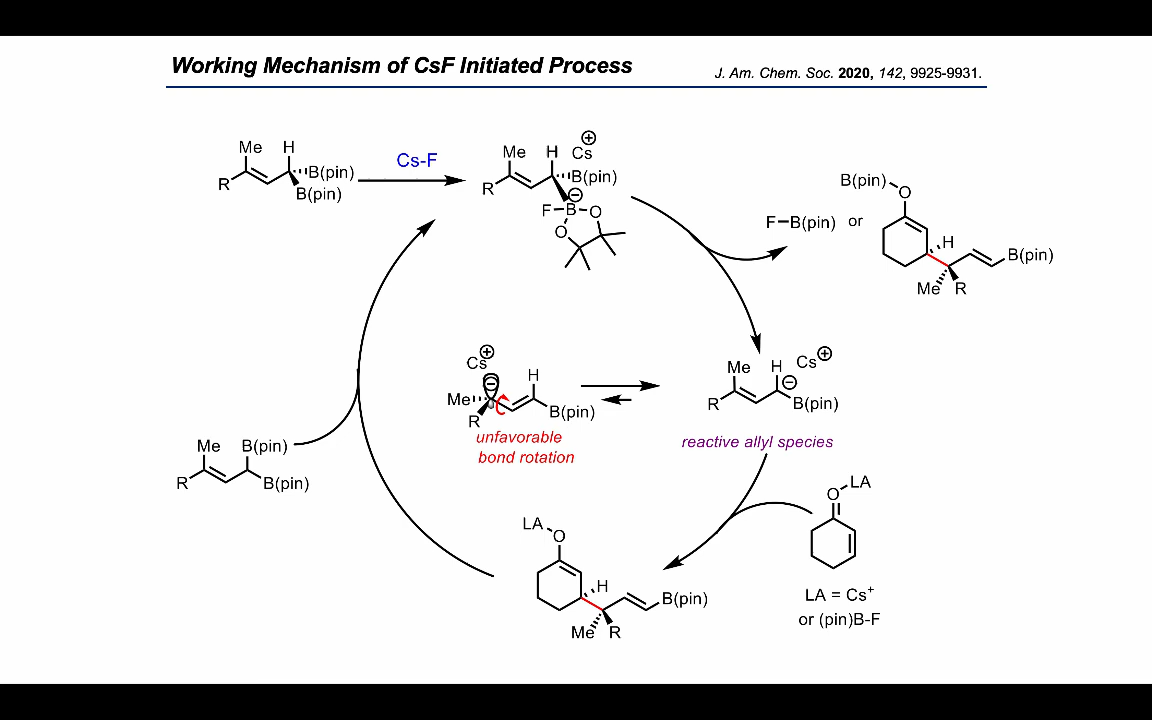 Working Mechanism of CsF Initiated Process
J. Am. Chem. Soc. 2020, 142, 9925-9931.
Me H
R B(pin)
B(pin)
Cs-F
Me H Cs ⊕
R B(pin)
⊖
F B O
O
F–B(pin) or
B(pin) O
H
B(pin)
Me R
Cs ⊕
⊖ H
Me
R B(pin)
unfavorable
bond rotation
Me H Cs ⊕
⊖
R B(pin)
reactive allyl species
Me B(pin)
R B(pin)
LA
O
H
B(pin)
Me R
LA
O
LA = Cs⁺
or (pin)B-F